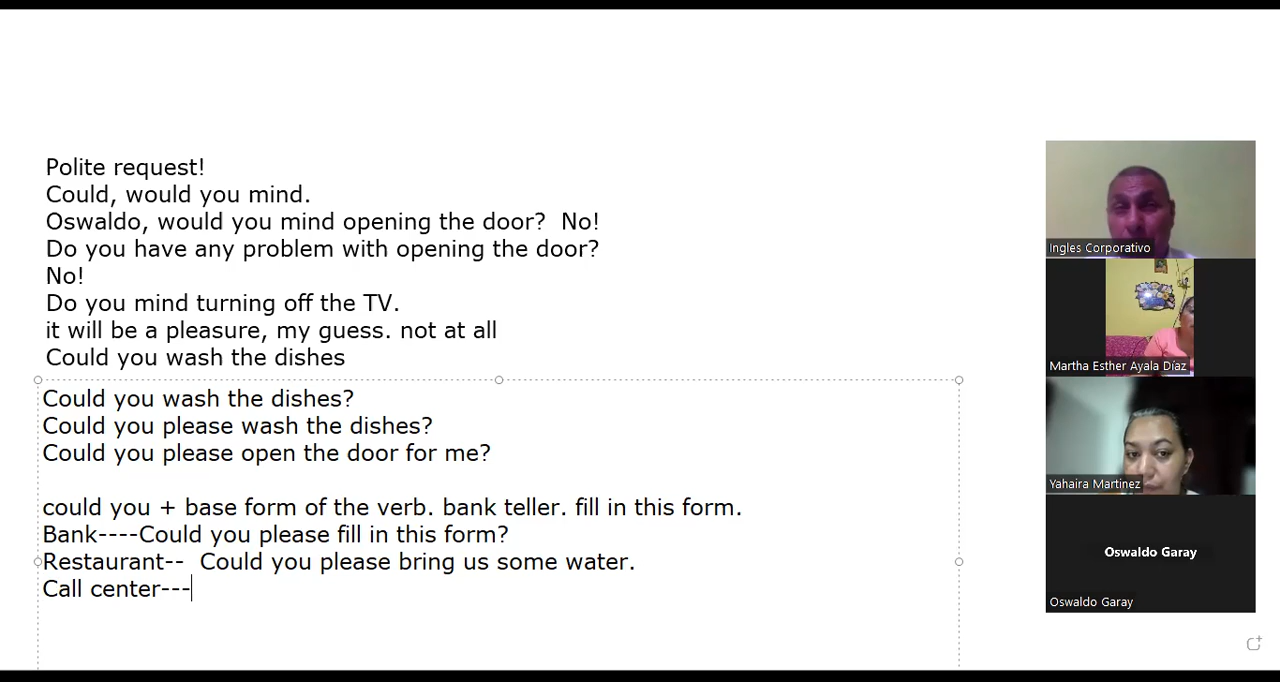 Polite request!
Could, would you mind.
Oswaldo, would you mind opening the door?  No!
Do you have any problem with opening the door?
No!
Do you mind turning off the TV.
it will be a pleasure, my guess. not at all
Could you wash the dishes
Could you wash the dishes?
Could you please wash the dishes?
Could you please open the door for me?
could you + base form of the verb. bank teller. fill in this form.
Bank----Could you please fill in this form?
Restaurant--  Could you please bring us some water.
Call center---
Ingles Corporativo
Martha Esther Ayala Díaz
Yahaira Martinez
Oswaldo Garay
Oswaldo Garay